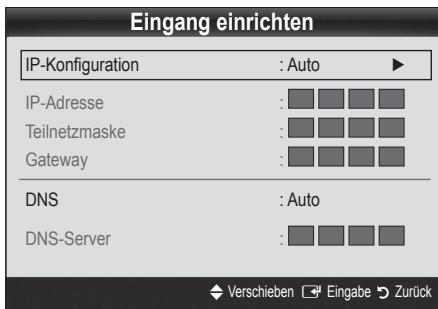 Eingang einrichten
IP-Konfiguration : Auto ►
IP-Adresse :
Teilnetzmaske :
Gateway :
DNS : Auto
DNS-Server :
Verschieben Eingabe Zurück